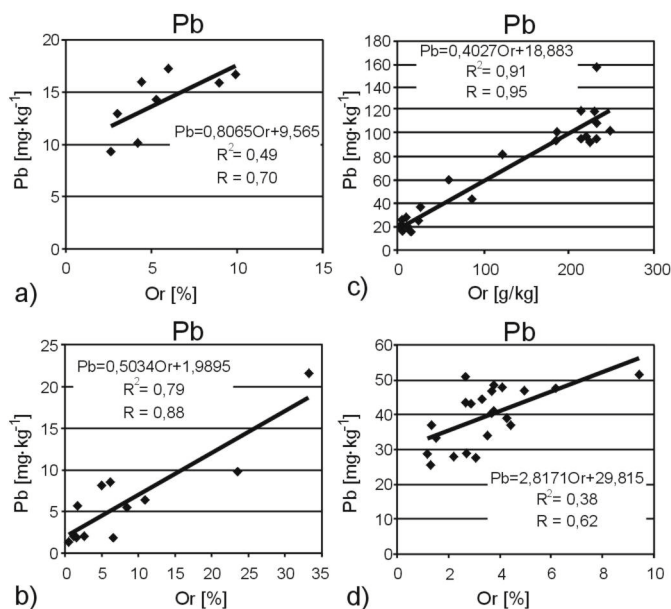 Pb
20
15
10
5
0
Pb [mg·kg-1]
Pb=0,8065Or+9,565
R2= 0,49
R = 0,70
0 5 10 15
a) Or [%]
Pb
180
160
140
120
100
80
60
40
20
0
Pb [mg·kg-1]
Pb=0,4027Or+18,883
R2= 0,91
R = 0,95
0 100 200 300
c) Or [g/kg]
Pb
25
20
15
10
5
0
Pb [mg·kg-1]
Pb=0,5034Or+1,9895
R2= 0,79
R = 0,88
0 5 10 15 20 25 30 35
b) Or [%]
Pb
60
50
40
30
20
10
0
Pb [mg·kg-1]
Pb=2,8171Or+29,815
R2= 0,38
R = 0,62
0 2 4 6 8 10
d) Or [%]